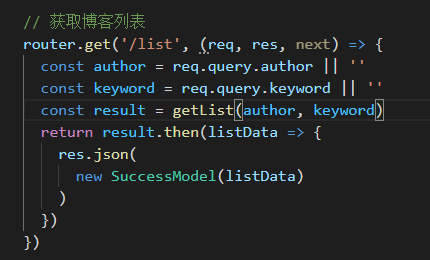 // 获取博客列表
router.get('/list', (req, res, next) => {
  const author = req.query.author || ''
  const keyword = req.query.keyword || ''
  const result = getList(author, keyword)
  return result.then(listData => {
    res.json(
      new SuccessModel(listData)
    )
  })
})